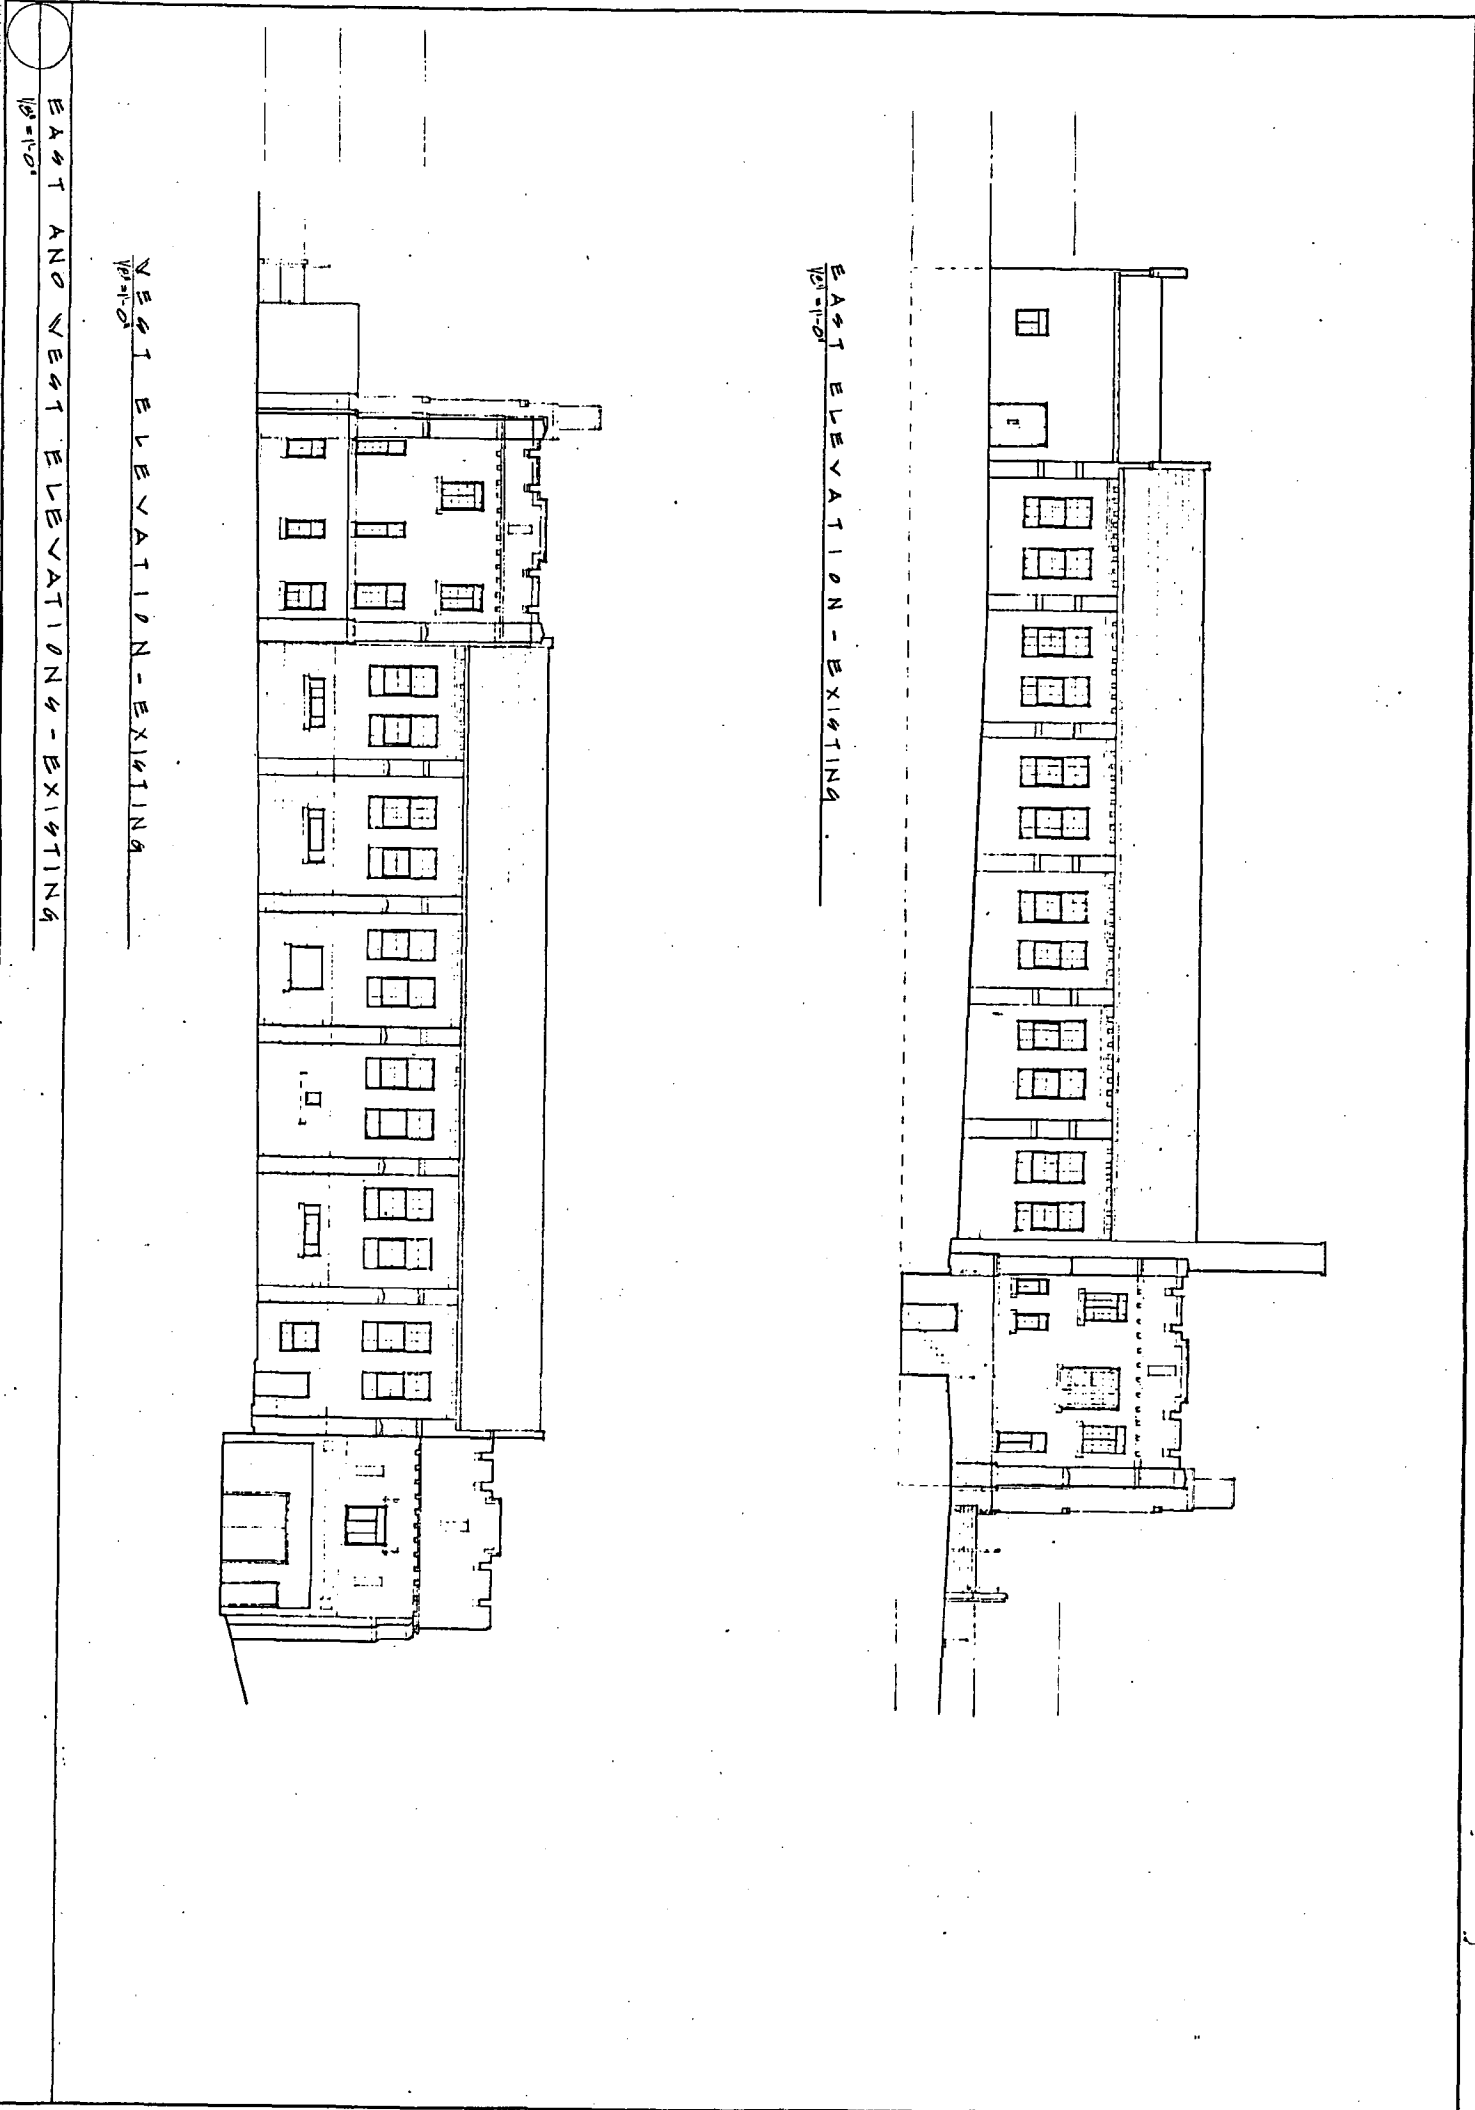 EAST ELEVATION - EXISTING
1/8" = 1'-0"
WEST ELEVATION - EXISTING
1/8" = 1'-0"
EAST AND WEST ELEVATIONS - EXISTING
1/8" = 1'-0"